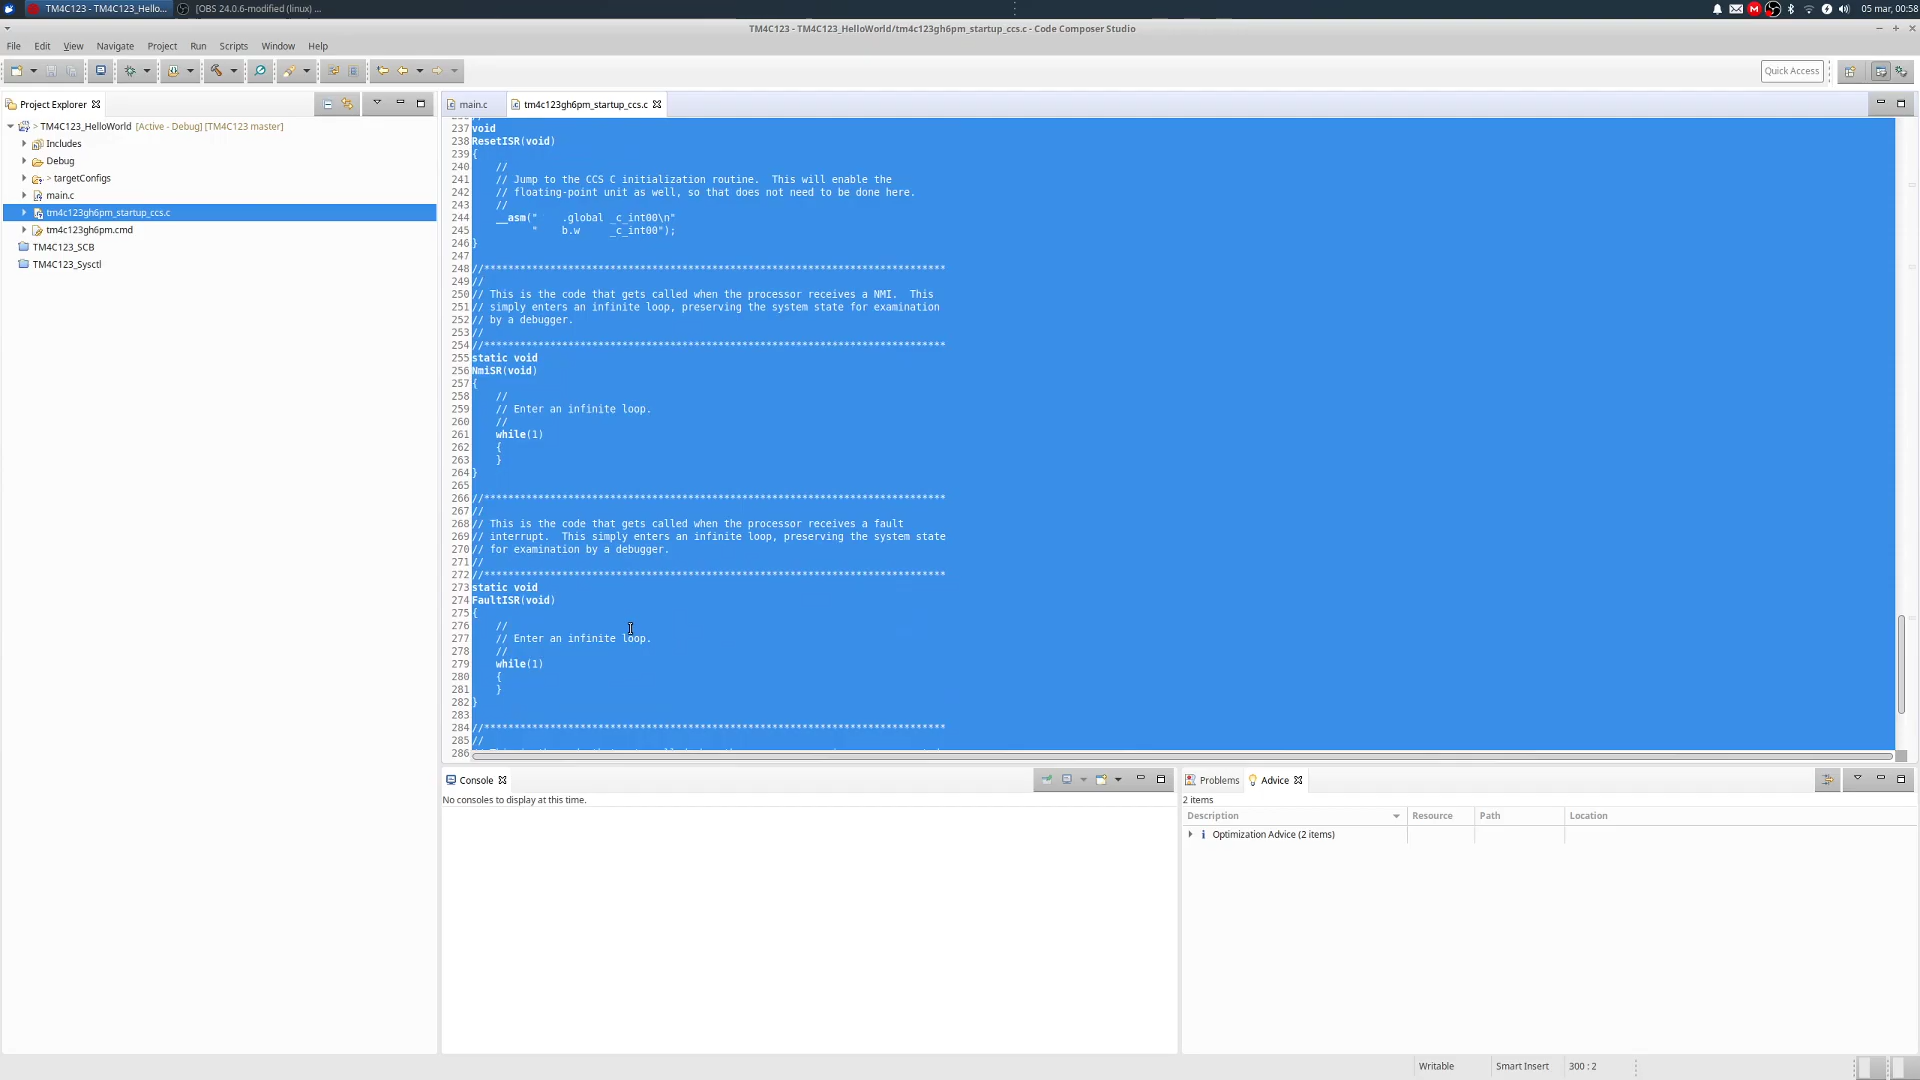 TM4C123 - TM4C123_Hello...
[OBS 24.0.6-modified (linux) ...
05 mar, 00:58
TM4C123 - TM4C123_HelloWorld/tm4c123gh6pm_startup_ccs.c - Code Composer Studio
File Edit View Navigate Project Run Scripts Window Help
Quick Access
Project Explorer
> TM4C123_HelloWorld [Active - Debug] [TM4C123 master]
Includes
Debug
> targetConfigs
main.c
tm4c123gh6pm_startup_ccs.c
tm4c123gh6pm.cmd
TM4C123_SCB
TM4C123_Sysctl
main.c
tm4c123gh6pm_startup_ccs.c
237 void
238 ResetISR(void)
239 {
240     //
241     // Jump to the CCS C initialization routine.  This will enable the
242     // floating-point unit as well, so that does not need to be done here.
243     //
244     __asm("    .global _c_int00\n"
245           "    b.w     _c_int00");
246 }
247
248 //*****************************************************************************
249 //
250 // This is the code that gets called when the processor receives a NMI.  This
251 // simply enters an infinite loop, preserving the system state for examination
252 // by a debugger.
253 //
254 //*****************************************************************************
255 static void
256 NmiSR(void)
257 {
258     //
259     // Enter an infinite loop.
260     //
261     while(1)
262     {
263     }
264 }
265
266 //*****************************************************************************
267 //
268 // This is the code that gets called when the processor receives a fault
269 // interrupt.  This simply enters an infinite loop, preserving the system state
270 // for examination by a debugger.
271 //
272 //*****************************************************************************
273 static void
274 FaultISR(void)
275 {
276     //
277     // Enter an infinite loop.
278     //
279     while(1)
280     {
281     }
282 }
283
284 //*****************************************************************************
285 //
286
Console
No consoles to display at this time.
Problems
Advice
2 items
Description Resource Path Location
i Optimization Advice (2 items)
Writable Smart Insert 300 : 2